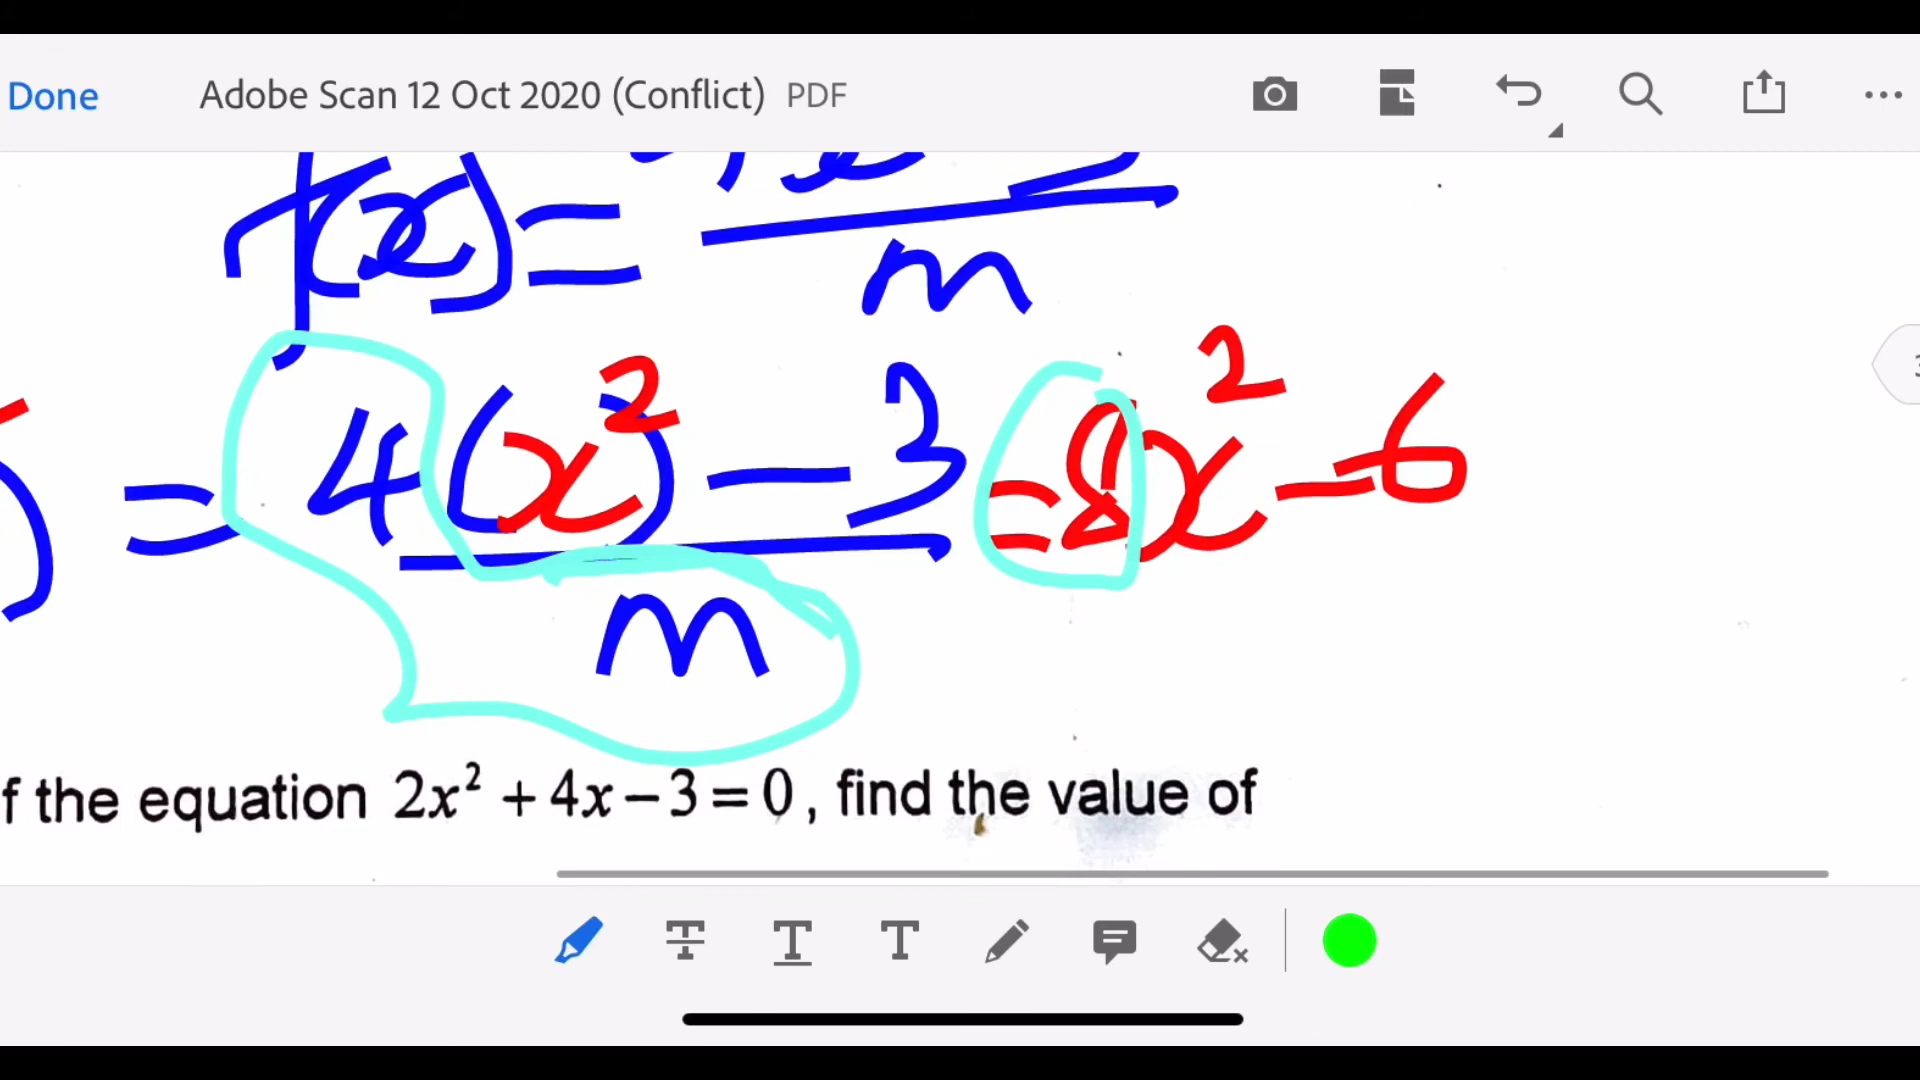 Done Adobe Scan 12 Oct 2020 (Conflict) PDF
f(x)=
m
) = 4(x²) − 3 = 8x² − 6
m
f the equation 2x² + 4x − 3 = 0, find the value of
T T T